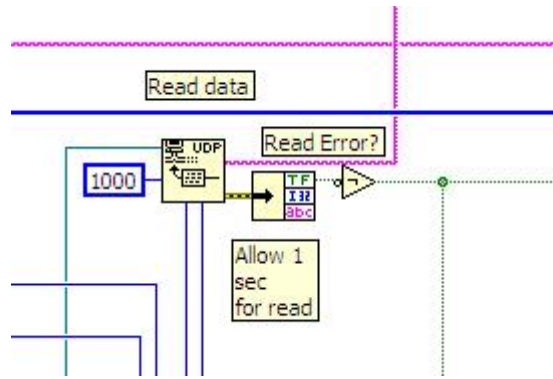 Read data
UDP
Read Error?
1000
TF
I32
abc
Allow 1
sec
for read